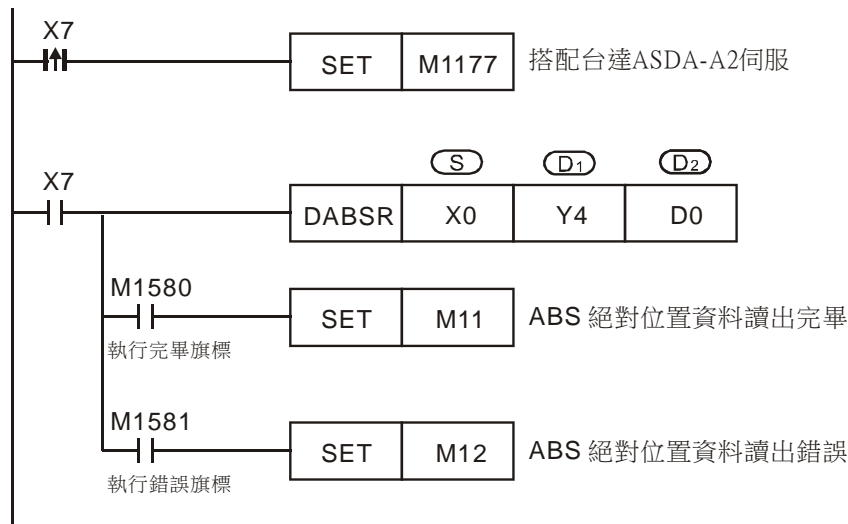 X7
SET M1177 搭配台達ASDA-A2伺服
S D1 D2
X7
DABSR X0 Y4 D0
M1580
SET M11 ABS 絕對位置資料讀出完畢
執行完畢旗標
M1581
SET M12 ABS 絕對位置資料讀出錯誤
執行錯誤旗標